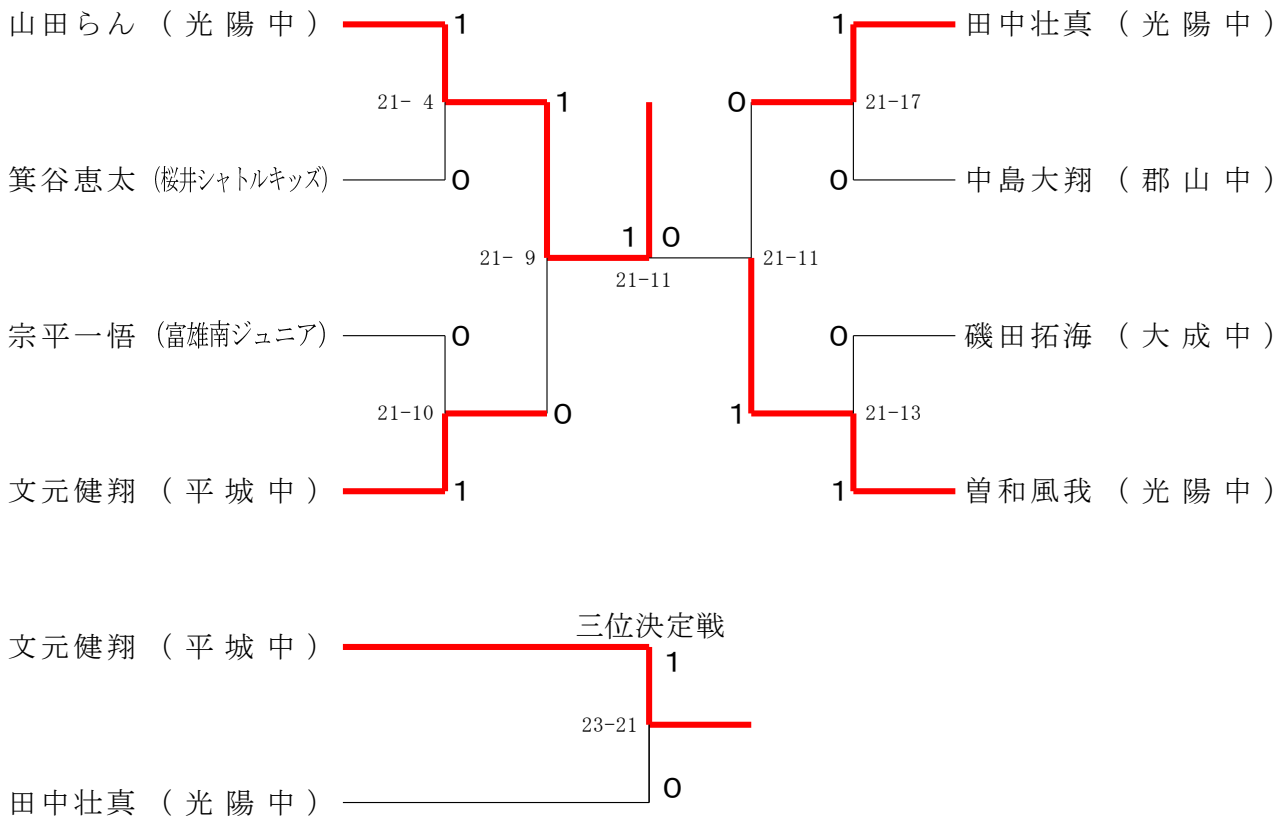 山田らん（光陽中） 1 1 田中壮真（光陽中）
21- 4 1 0 21-17
箕谷恵太（桜井シャトルキッズ） 0 0 中島大翔（郡山中）
1 0
21- 9 21-11
21-11
宗平一悟（富雄南ジュニア） 0 0 磯田拓海（大成中）
21-10 0 1 21-13
文元健翔（平城中） 1 1 曽和風我（光陽中）
三位決定戦
文元健翔（平城中） 1
23-21
田中壮真（光陽中） 0